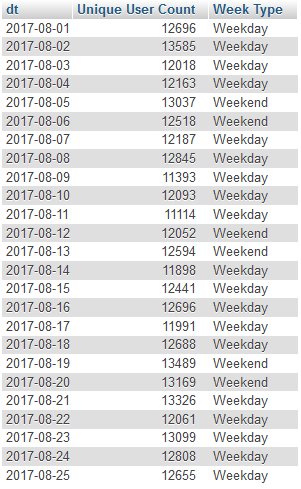 dt Unique User Count Week Type
2017-08-01 12696 Weekday
2017-08-02 13585 Weekday
2017-08-03 12018 Weekday
2017-08-04 12163 Weekday
2017-08-05 13037 Weekend
2017-08-06 12518 Weekend
2017-08-07 12187 Weekday
2017-08-08 12845 Weekday
2017-08-09 11393 Weekday
2017-08-10 12093 Weekday
2017-08-11 11114 Weekday
2017-08-12 12052 Weekend
2017-08-13 12594 Weekend
2017-08-14 11898 Weekday
2017-08-15 12441 Weekday
2017-08-16 12696 Weekday
2017-08-17 11991 Weekday
2017-08-18 12688 Weekday
2017-08-19 13489 Weekend
2017-08-20 13169 Weekend
2017-08-21 13326 Weekday
2017-08-22 12061 Weekday
2017-08-23 13099 Weekday
2017-08-24 12808 Weekday
2017-08-25 12655 Weekday